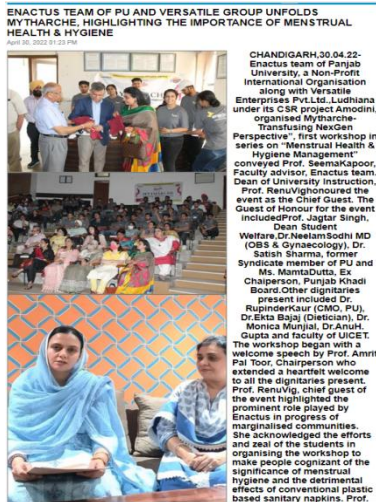 ENACTUS TEAM OF PU AND VERSATILE GROUP UNFOLDS
MYTHARCHE, HIGHLIGHTING THE IMPORTANCE OF MENSTRUAL
HEALTH & HYGIENE
April 30, 2022 01:23 PM
CHANDIGARH,30.04.22-
Enactus team of Panjab
University, a Non-Profit
International Organisation
along with Versatile
Enterprises Pvt.Ltd.,Ludhiana
under its CSR project Amodini,
organised Mytharche-
Transfusing NexGen
Perspective", first workshop in
series on "Menstrual Health &
Hygiene Management"
conveyed Prof. SeemaKapoor,
Faculty advisor, Enactus team.
Dean of University Instruction,
Prof. RenuVighonoured the
event as the Chief Guest. The
Guest of Honour for the event
includedProf. Jagtar Singh,
Dean Student
Welfare,Dr.NeelamSodhi MD
(OBS & Gynaecology), Dr.
Satish Sharma, former
Syndicate member of PU and
Ms. MamtaDutta, Ex
Chaiperson, Punjab Khadi
Board.Other dignitaries
present included Dr.
RupinderKaur (CMO, PU),
Dr.Ekta Bajaj (Dietician), Dr.
Monica Munjial, Dr.AnuH.
Gupta and faculty of UICET.
The workshop began with a
welcome speech by Prof. Amrit
Pal Toor, Chairperson who
extended a heartfelt welcome
to all the dignitaries present.
Prof. RenuVig, chief guest of
the event highlighted the
prominent role played by
Enactus in progress of
marginalised communities.
She acknowledged the efforts
and zeal of the students in
organising the workshop to
make people cognizant of the
significance of menstrual
hygiene and the detrimental
effects of conventional plastic
based sanitary napkins. Prof.